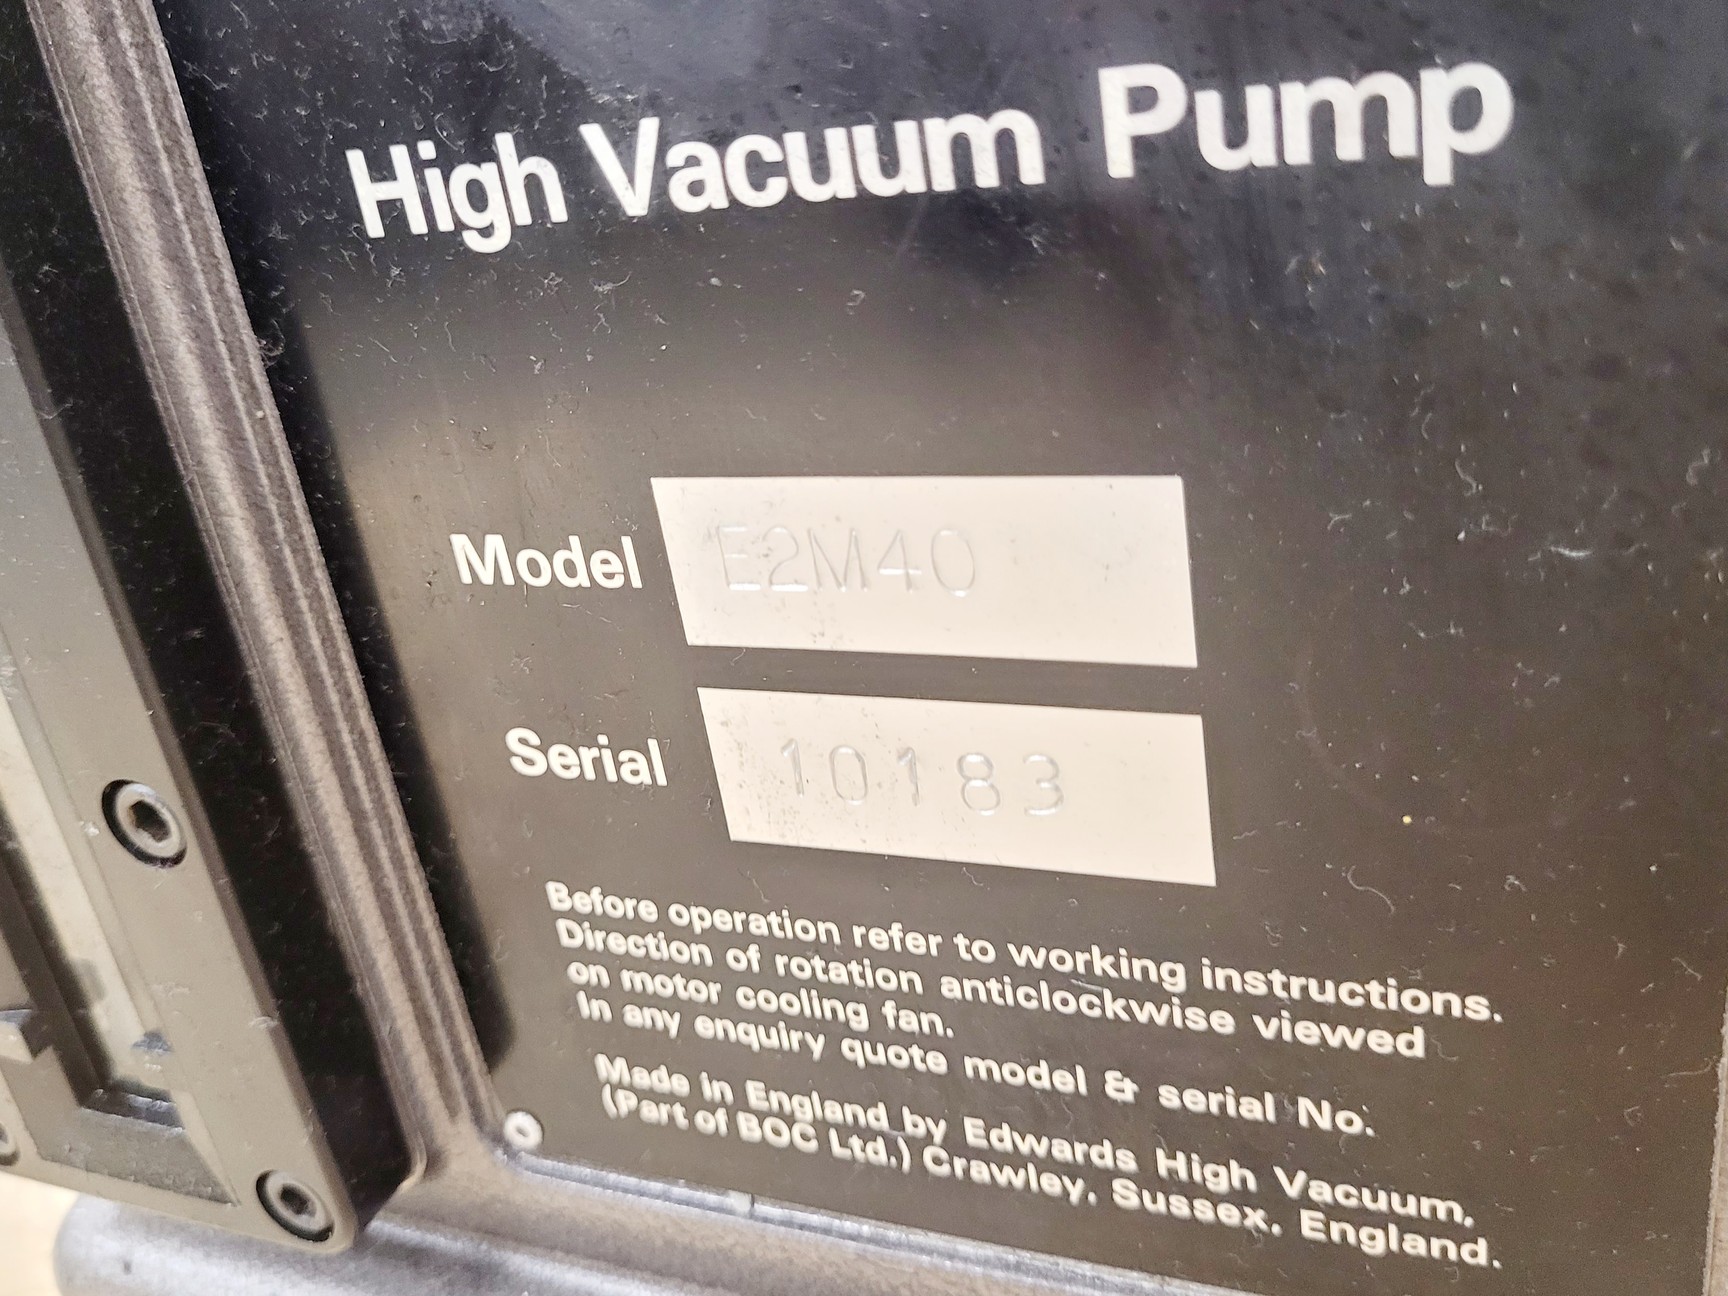 High Vacuum Pump
Model E2M40
Serial 10183
Before operation refer to working instructions.
Direction of rotation anticlockwise viewed
on motor cooling fan.
In any enquiry quote model & serial No.
Made in England by Edwards High Vacuum,
(Part of BOC Ltd.) Crawley, Sussex, England.